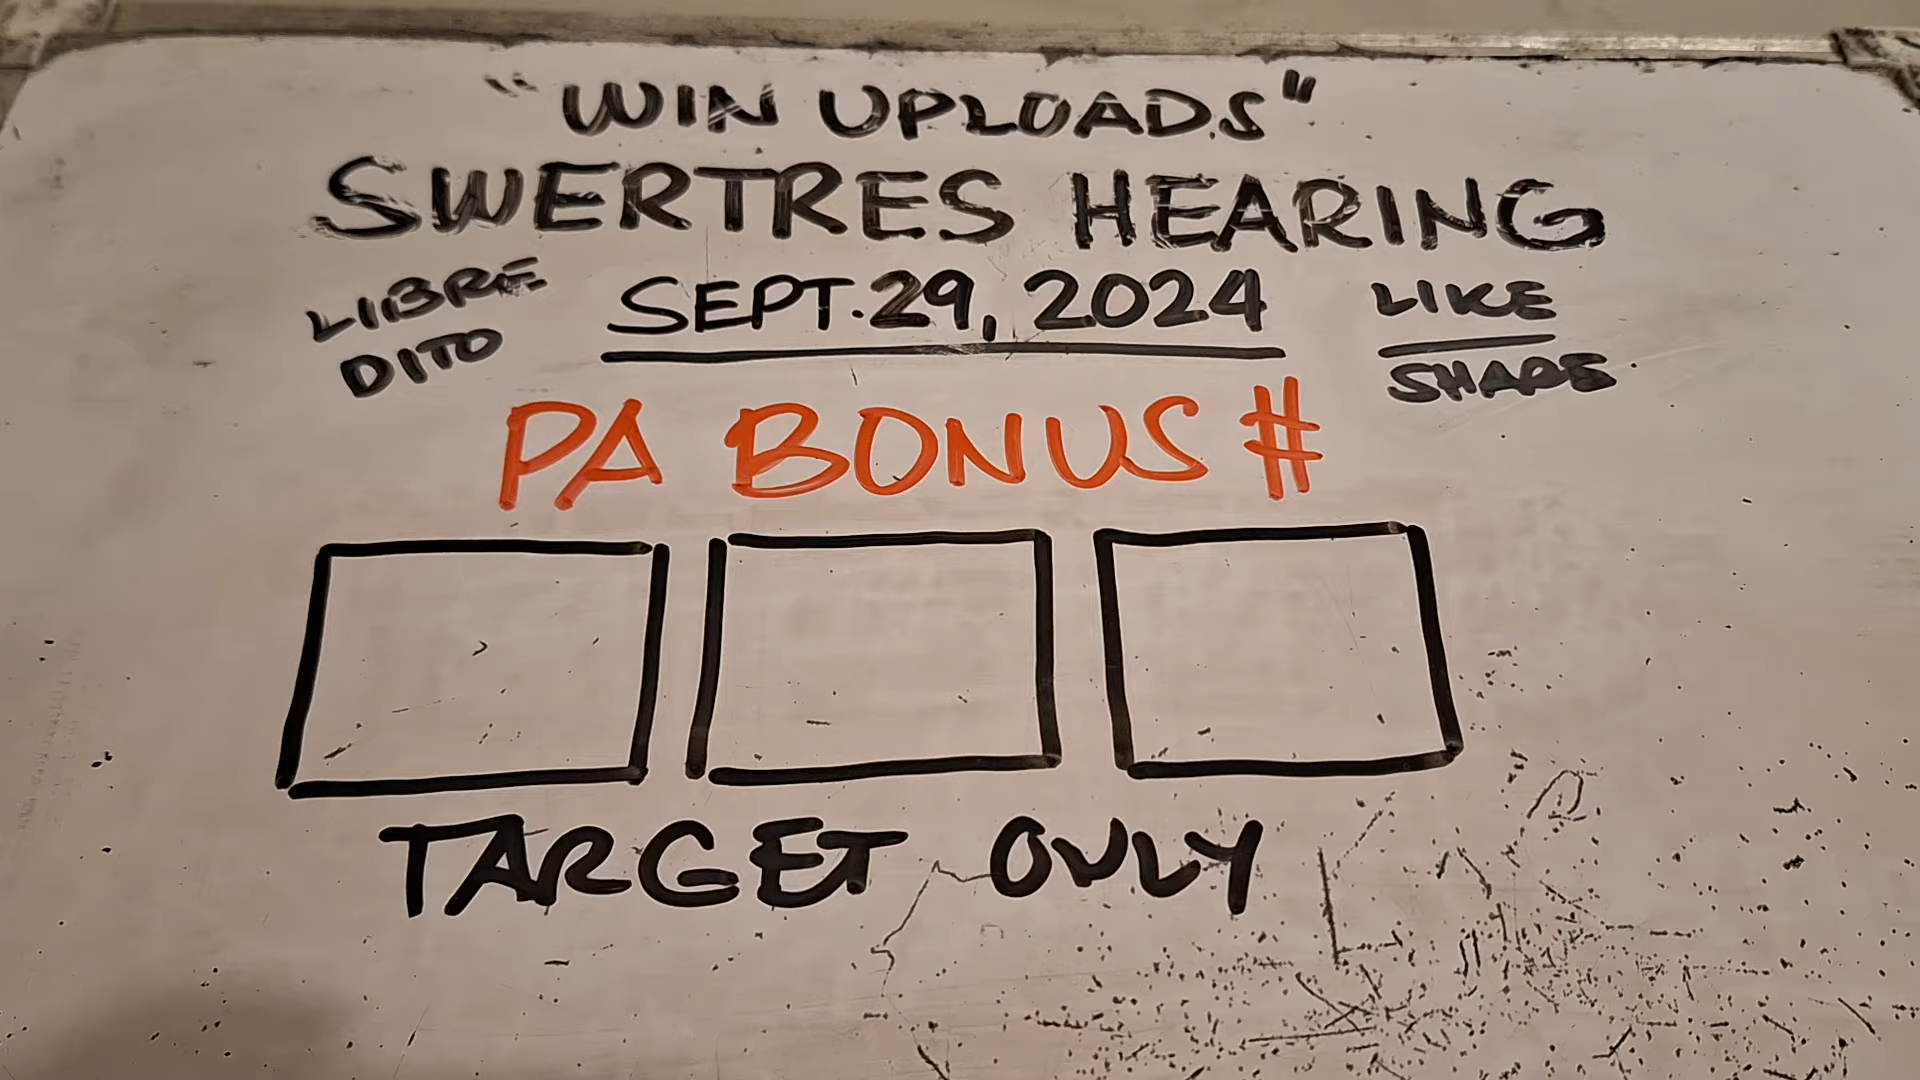 "WIN UPLOADS"
SWERTRES HEARING
LIBRE DITO
SEPT. 29, 2024
LIKE
SHARE
PA BONUS #
TARGET ONLY